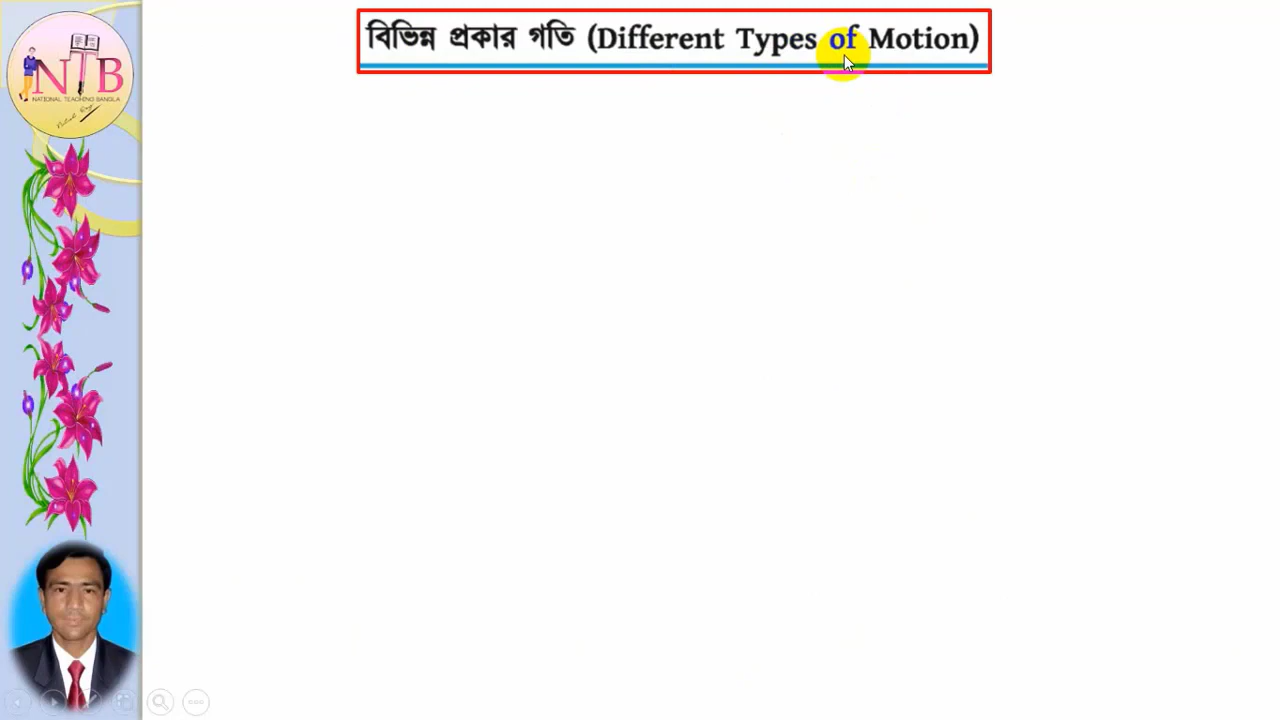 বিভিন্ন প্রকার গতি (Different Types of Motion)
NTB
NATIONAL TEACHING BANGLA